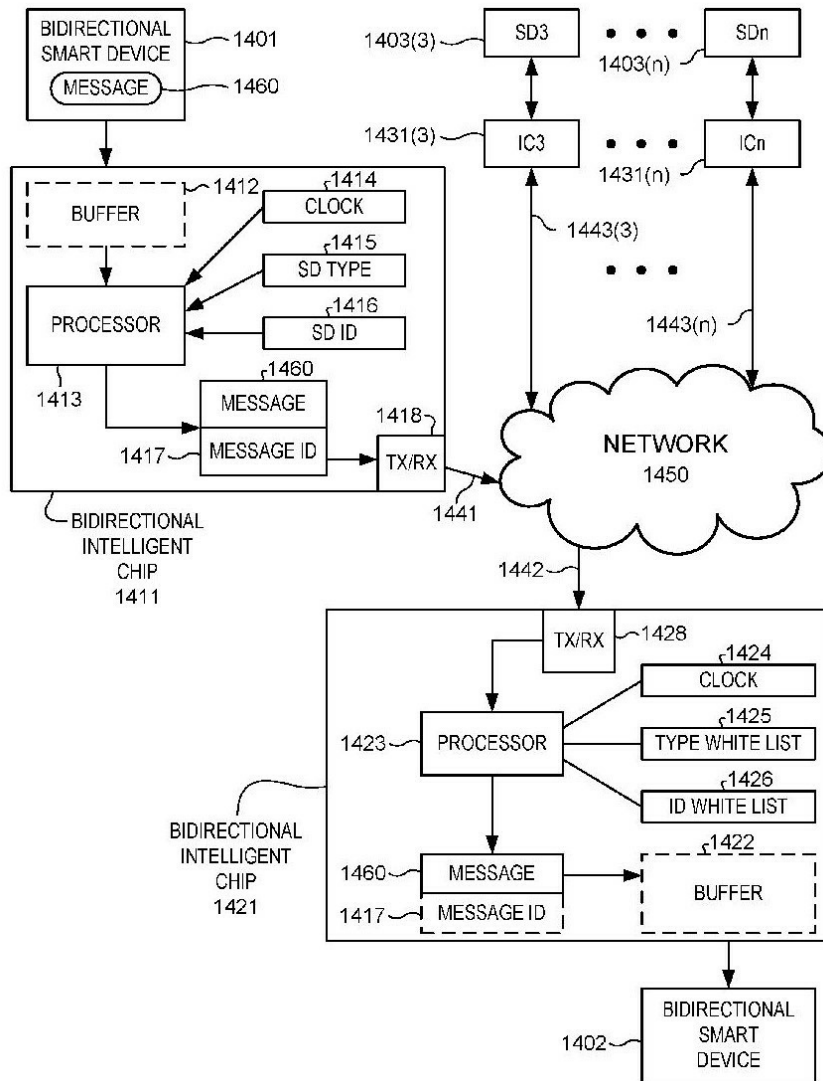 BIDIRECTIONAL
SMART DEVICE
MESSAGE
1401
1460
1403(3)
SD3
SDn
1403(n)
1431(3)
IC3
ICn
1431(n)
1443(3)
1443(n)
1412
BUFFER
1414
CLOCK
1415
SD TYPE
1416
SD ID
PROCESSOR
1413
1460
MESSAGE
1417
MESSAGE ID
1418
TX/RX
1441
BIDIRECTIONAL
INTELLIGENT
CHIP
1411
NETWORK
1450
1442
TX/RX
1428
1424
CLOCK
1423
PROCESSOR
1425
TYPE WHITE LIST
1426
ID WHITE LIST
BIDIRECTIONAL
INTELLIGENT
CHIP
1421
1460
MESSAGE
1417
MESSAGE ID
1422
BUFFER
1402
BIDIRECTIONAL
SMART
DEVICE